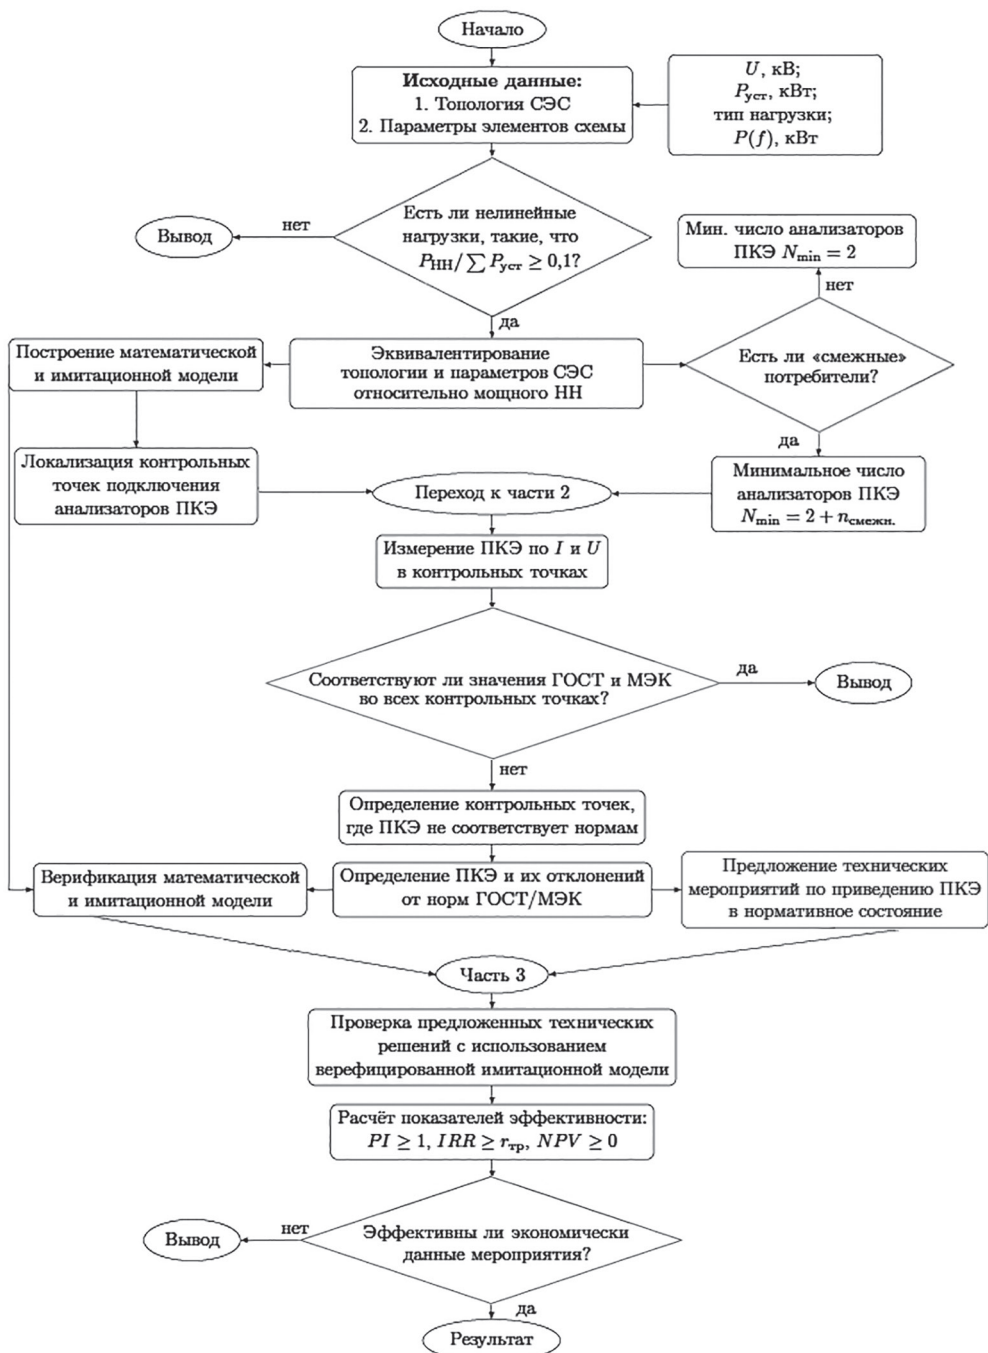 Начало
Исходные данные:
1. Топология СЭС
2. Параметры элементов схемы
U, кВ;
P_уст, кВт;
тип нагрузки;
P(f), кВт
Есть ли нелинейные
нагрузки, такие, что
P_НН/∑ P_уст ≥ 0,1?
нет
Вывод
да
Мин. число анализаторов
ПКЭ N_min = 2
нет
Построение математической
и имитационной модели
Эквивалентирование
топологии и параметров СЭС
относительно мощного НН
Есть ли «смежные»
потребители?
да
Локализация контрольных
точек подключения
анализаторов ПКЭ
Переход к части 2
Минимальное число
анализаторов ПКЭ
N_min = 2 + n_смежн.
Измерение ПКЭ по I и U
в контрольных точках
Соответствуют ли значения ГОСТ и МЭК
во всех контрольных точках?
да
Вывод
нет
Определение контрольных точек,
где ПКЭ не соответствует нормам
Верификация математической
и имитационной модели
Определение ПКЭ и их отклонений
от норм ГОСТ/МЭК
Предложение технических
мероприятий по приведению ПКЭ
в нормативное состояние
Часть 3
Проверка предложенных технических
решений с использованием
верефицированной имитационной модели
Расчёт показателей эффективности:
PI ≥ 1, IRR ≥ r_тр, NPV ≥ 0
Эффективны ли экономически
данные мероприятия?
нет
Вывод
да
Результат